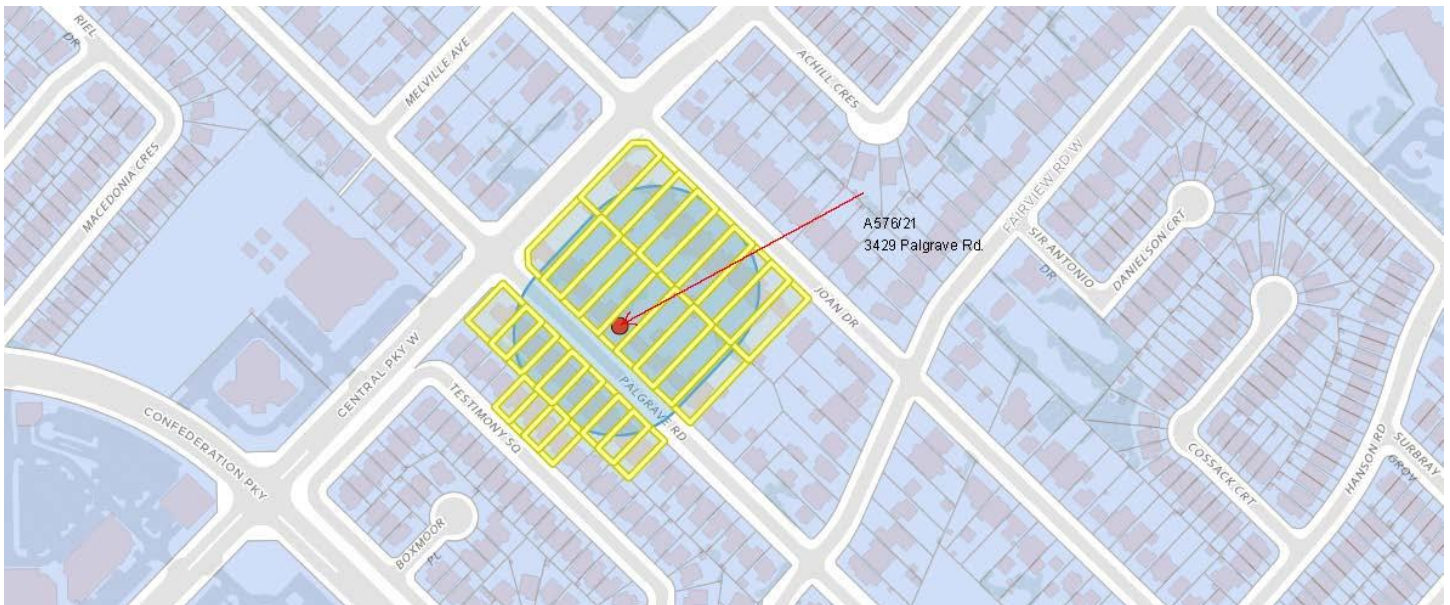 RIEL
DR
MELVILLE AVE
ACHILL CRES
MACEDONIA CRES
FAIRVIEW RD W
A576/21
3429 Palgrave Rd.
SIR ANTONIO
DR
DANIELSON CRT
JOAN DR
CENTRAL PKY W
PALGRAVE RD
TESTIMONY SQ
CONFEDERATION PKY
HANSON RD
SURBRAY
GROV
COSSACK CRT
BOXMOOR
PL